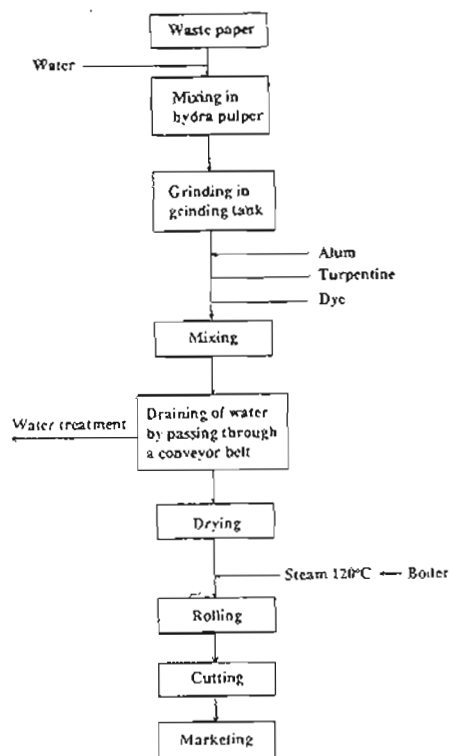 Waste paper
Water
Mixing in
hydra pulper
Grinding in
grinding tank
Alum
Turpentine
Dye
Mixing
Water treatment
Draining of water
by passing through
a conveyor belt
Drying
Steam 120°C
Boiler
Rolling
Cutting
Marketing